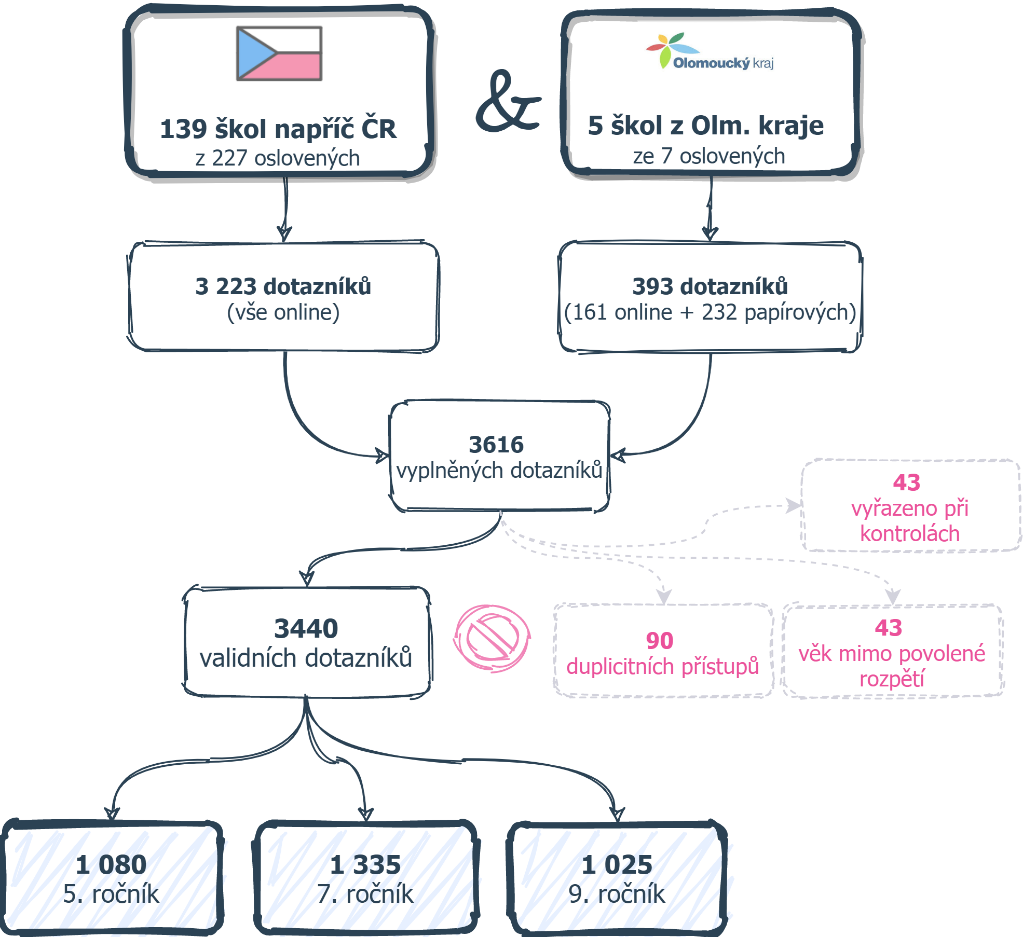 139 škol napříč ČR
z 227 oslovených
&
Olomoucký kraj
5 škol z Olm. kraje
ze 7 oslovených
3 223 dotazníků
(vše online)
393 dotazníků
(161 online + 232 papírových)
3616
vyplněných dotazníků
43
vyřazeno při
kontrolách
3440
validních dotazníků
90
duplicitních přístupů
43
věk mimo povolené
rozpětí
1 080
5. ročník
1 335
7. ročník
1 025
9. ročník